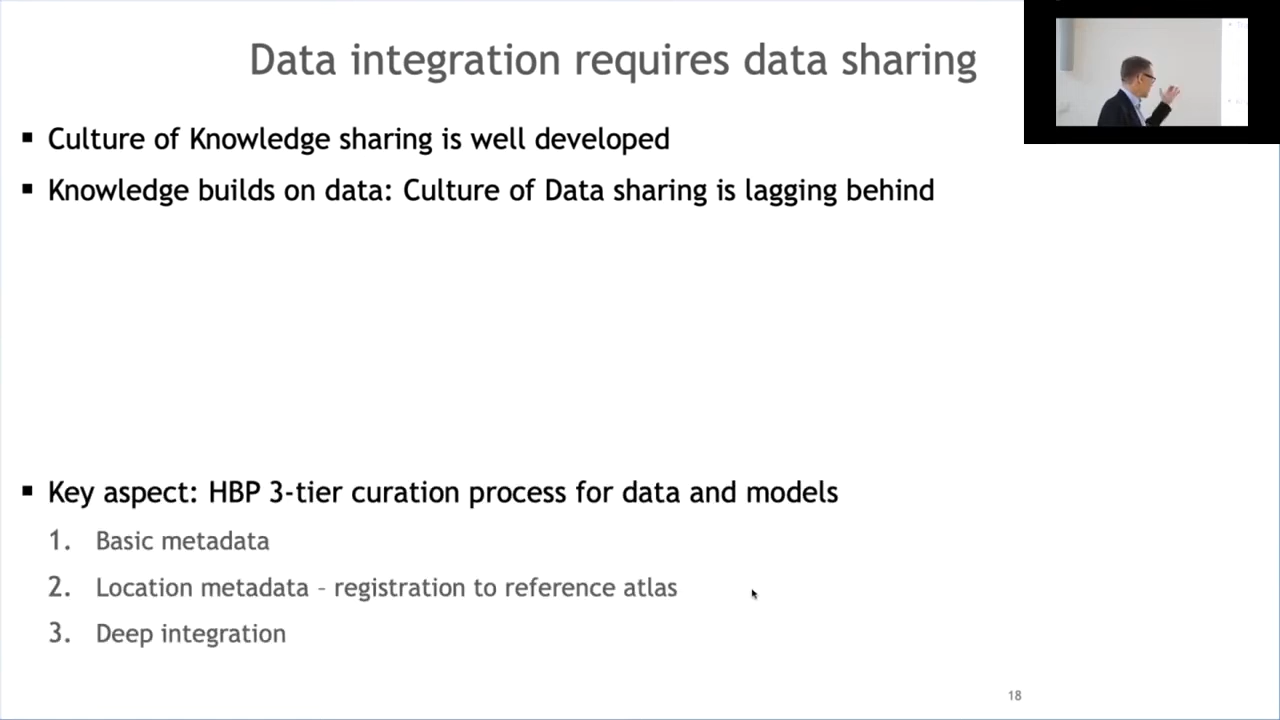 Data integration requires data sharing
▪ Culture of Knowledge sharing is well developed
▪ Knowledge builds on data: Culture of Data sharing is lagging behind
▪ Key aspect: HBP 3-tier curation process for data and models
1. Basic metadata
2. Location metadata – registration to reference atlas
3. Deep integration
18